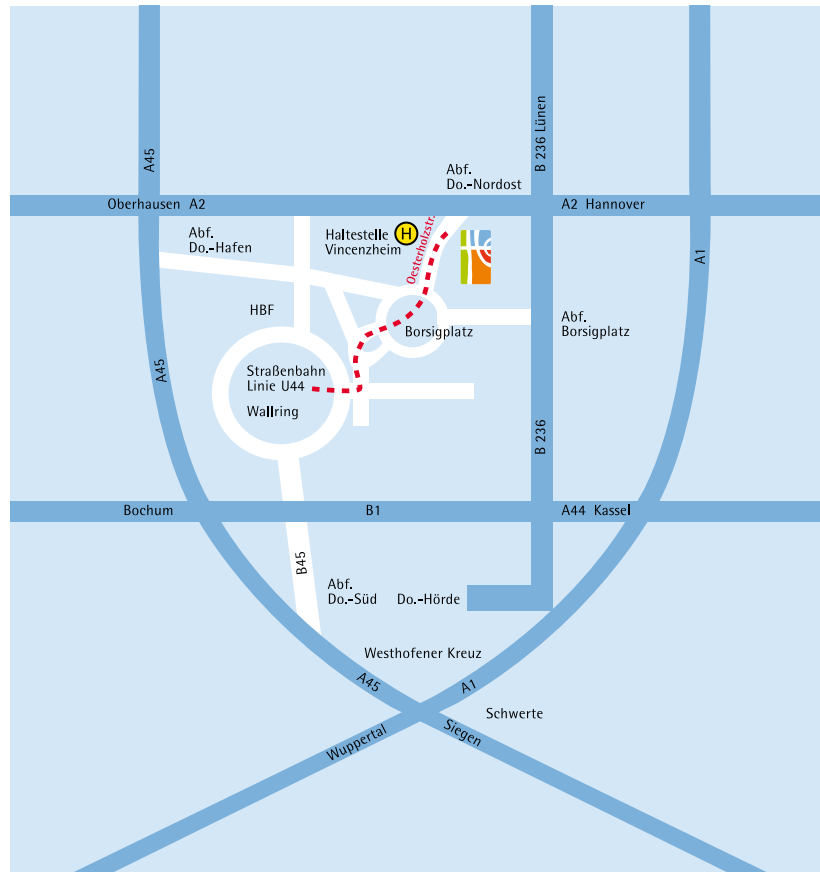 B 236 Lünen
A45
Abf.
Do.-Nordost
Oberhausen A2
A2 Hannover
Abf.
Do.-Hafen
Haltestelle
Vincenzheim
H
Oesterholzstr.
A1
HBF
Borsigplatz
Abf.
Borsigplatz
A45
Straßenbahn
Linie U44
Wallring
B 236
Bochum
B1
A44 Kassel
B45
Abf.
Do.-Süd
Do.-Hörde
Westhofener Kreuz
A45
A1
Schwerte
Wuppertal
Siegen